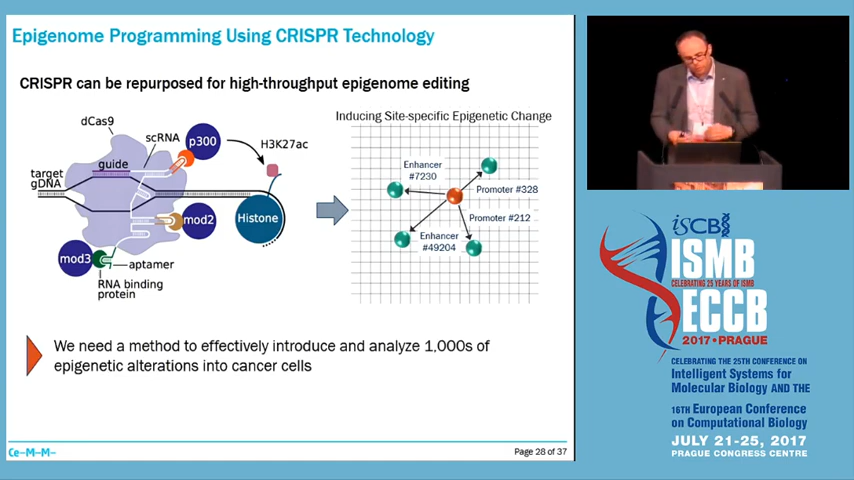 Epigenome Programming Using CRISPR Technology
CRISPR can be repurposed for high-throughput epigenome editing
dCas9
scRNA
p300
H3K27ac
guide
target
gDNA
Histone
mod2
mod3
aptamer
RNA binding
protein
Inducing Site-specific Epigenetic Change
Enhancer
#7230
Promoter #328
Promoter #212
Enhancer
#49204
We need a method to effectively introduce and analyze 1,000s of
epigenetic alterations into cancer cells
Ce-M-M-
Page 28 of 37
iSCB
ISMB
CELEBRATING 25 YEARS OF ISMB
ECCB
2017 • PRAGUE
CELEBRATING THE 25TH CONFERENCE ON
Intelligent Systems for
Molecular Biology AND THE
16TH European Conference
on Computational Biology
JULY 21-25, 2017
PRAGUE CONGRESS CENTRE